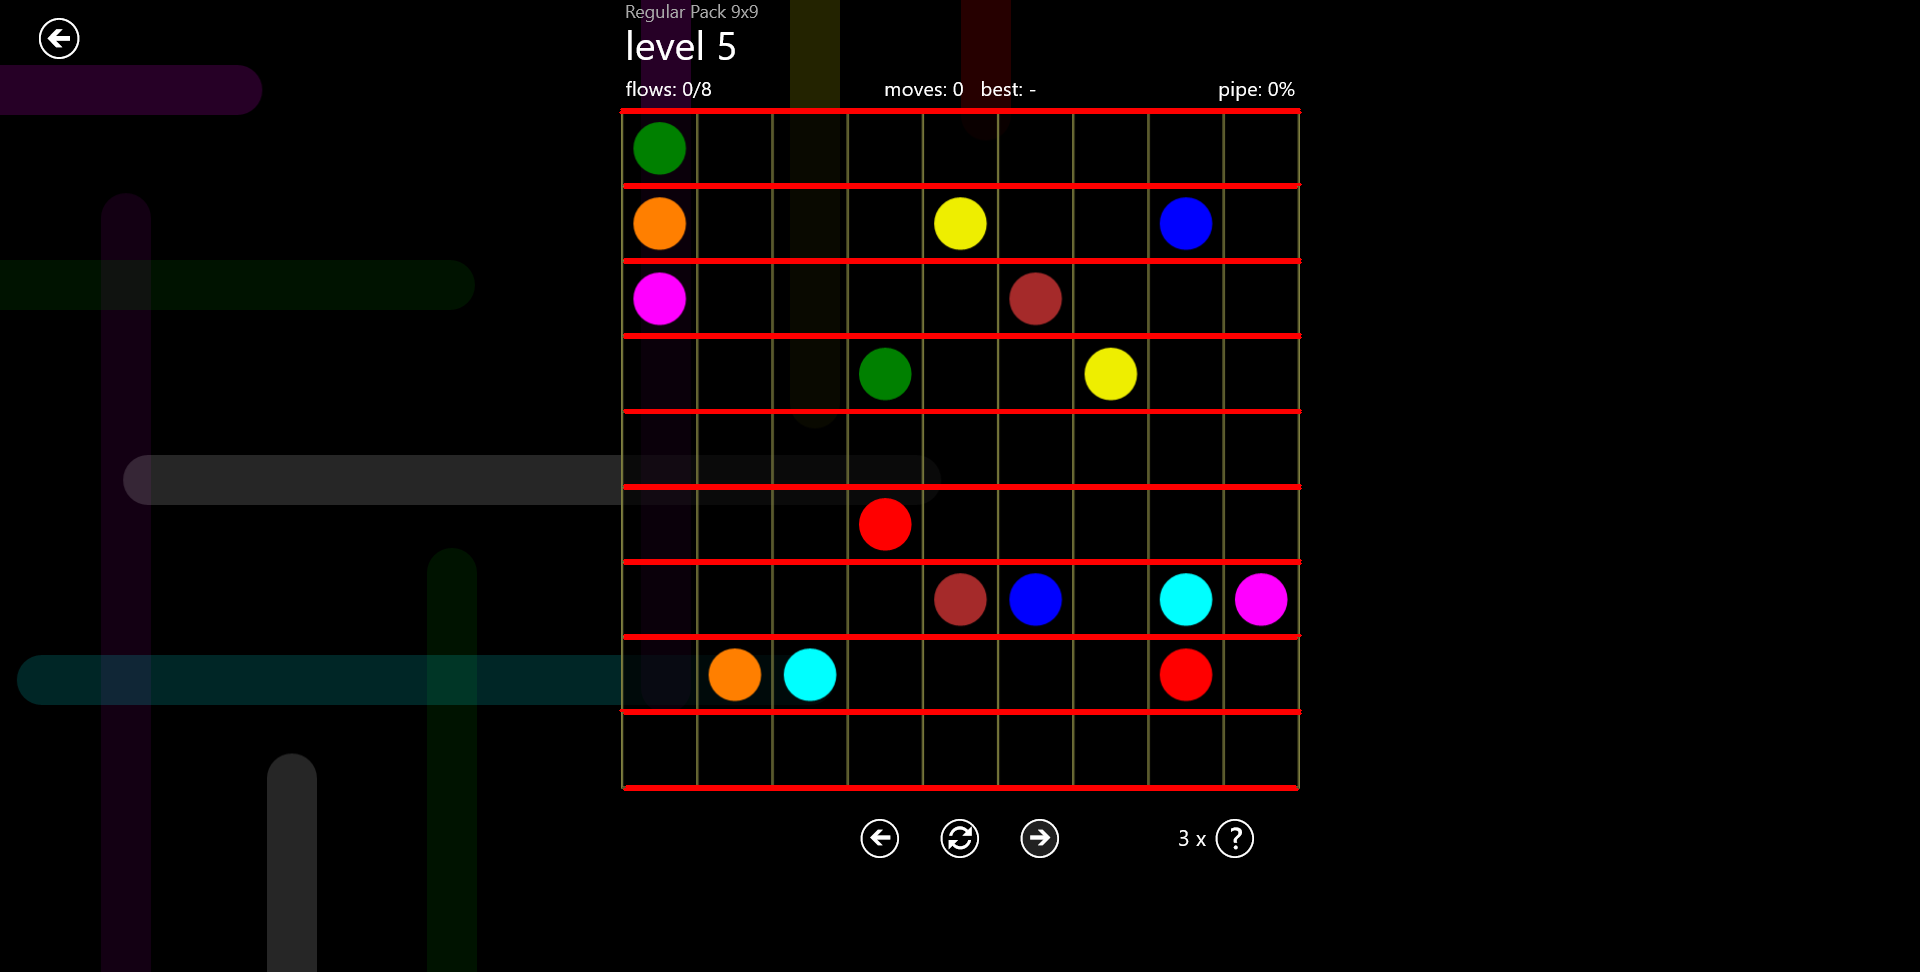 Regular Pack 9x9
level 5
flows: 0/8 moves: 0 best: - pipe: 0%
3 x ?